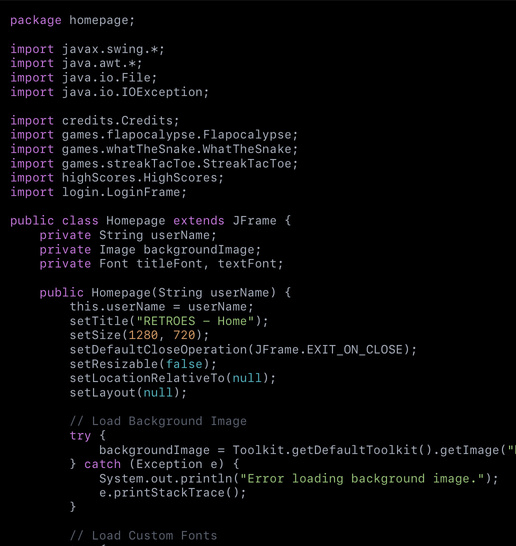 package homepage;

import javax.swing.*;
import java.awt.*;
import java.io.File;
import java.io.IOException;

import credits.Credits;
import games.flapocalypse.Flapocalypse;
import games.whatTheSnake.WhatTheSnake;
import games.streakTacToe.StreakTacToe;
import highScores.HighScores;
import login.LoginFrame;

public class Homepage extends JFrame {
    private String userName;
    private Image backgroundImage;
    private Font titleFont, textFont;

    public Homepage(String userName) {
        this.userName = userName;
        setTitle("RETROES – Home");
        setSize(1280, 720);
        setDefaultCloseOperation(JFrame.EXIT_ON_CLOSE);
        setResizable(false);
        setLocationRelativeTo(null);
        setLayout(null);

        // Load Background Image
        try {
            backgroundImage = Toolkit.getDefaultToolkit().getImage("
        } catch (Exception e) {
            System.out.println("Error loading background image.");
            e.printStackTrace();
        }

        // Load Custom Fonts